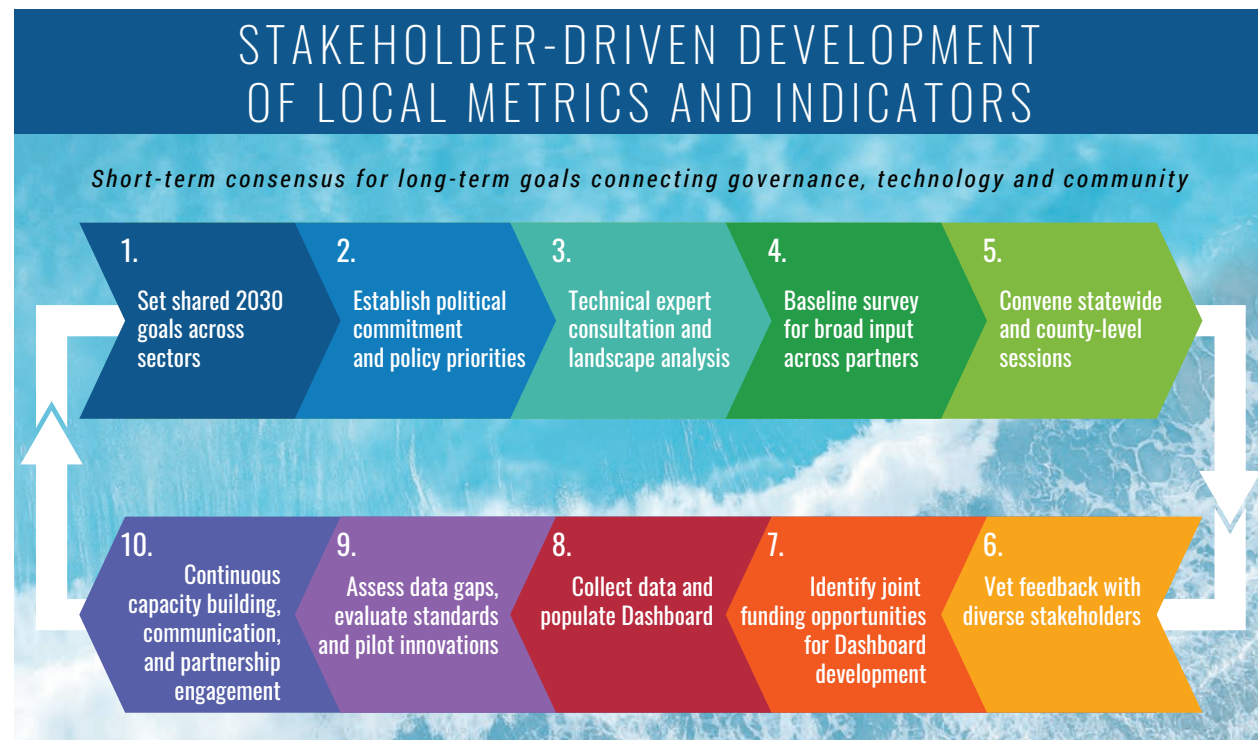 STAKEHOLDER-DRIVEN DEVELOPMENT
OF LOCAL METRICS AND INDICATORS
Short-term consensus for long-term goals connecting governance, technology and community
1.
Set shared 2030
goals across
sectors
2.
Establish political
commitment
and policy priorities
3.
Technical expert
consultation and
landscape analysis
4.
Baseline survey
for broad input
across partners
5.
Convene statewide
and county-level
sessions
6.
Vet feedback with
diverse stakeholders
7.
Identify joint
funding opportunities
for Dashboard
development
8.
Collect data and
populate Dashboard
9.
Assess data gaps,
evaluate standards
and pilot innovations
10.
Continuous
capacity building,
communication,
and partnership
engagement